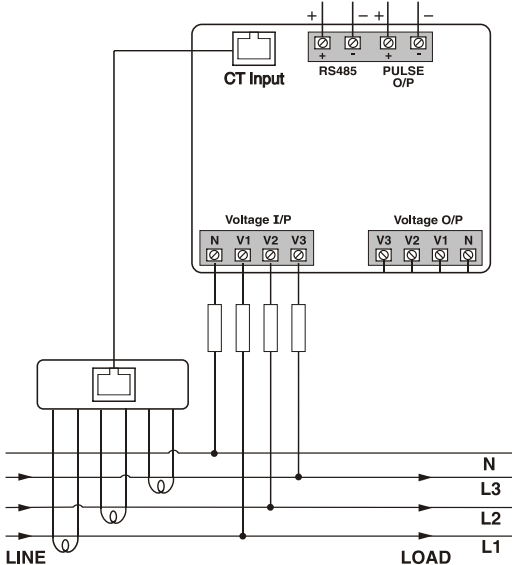 + – + –
+ - + -
RS485 PULSE
O/P
CT Input
Voltage I/P Voltage O/P
N V1 V2 V3 V3 V2 V1 N
N
L3
L2
L1
LINE LOAD